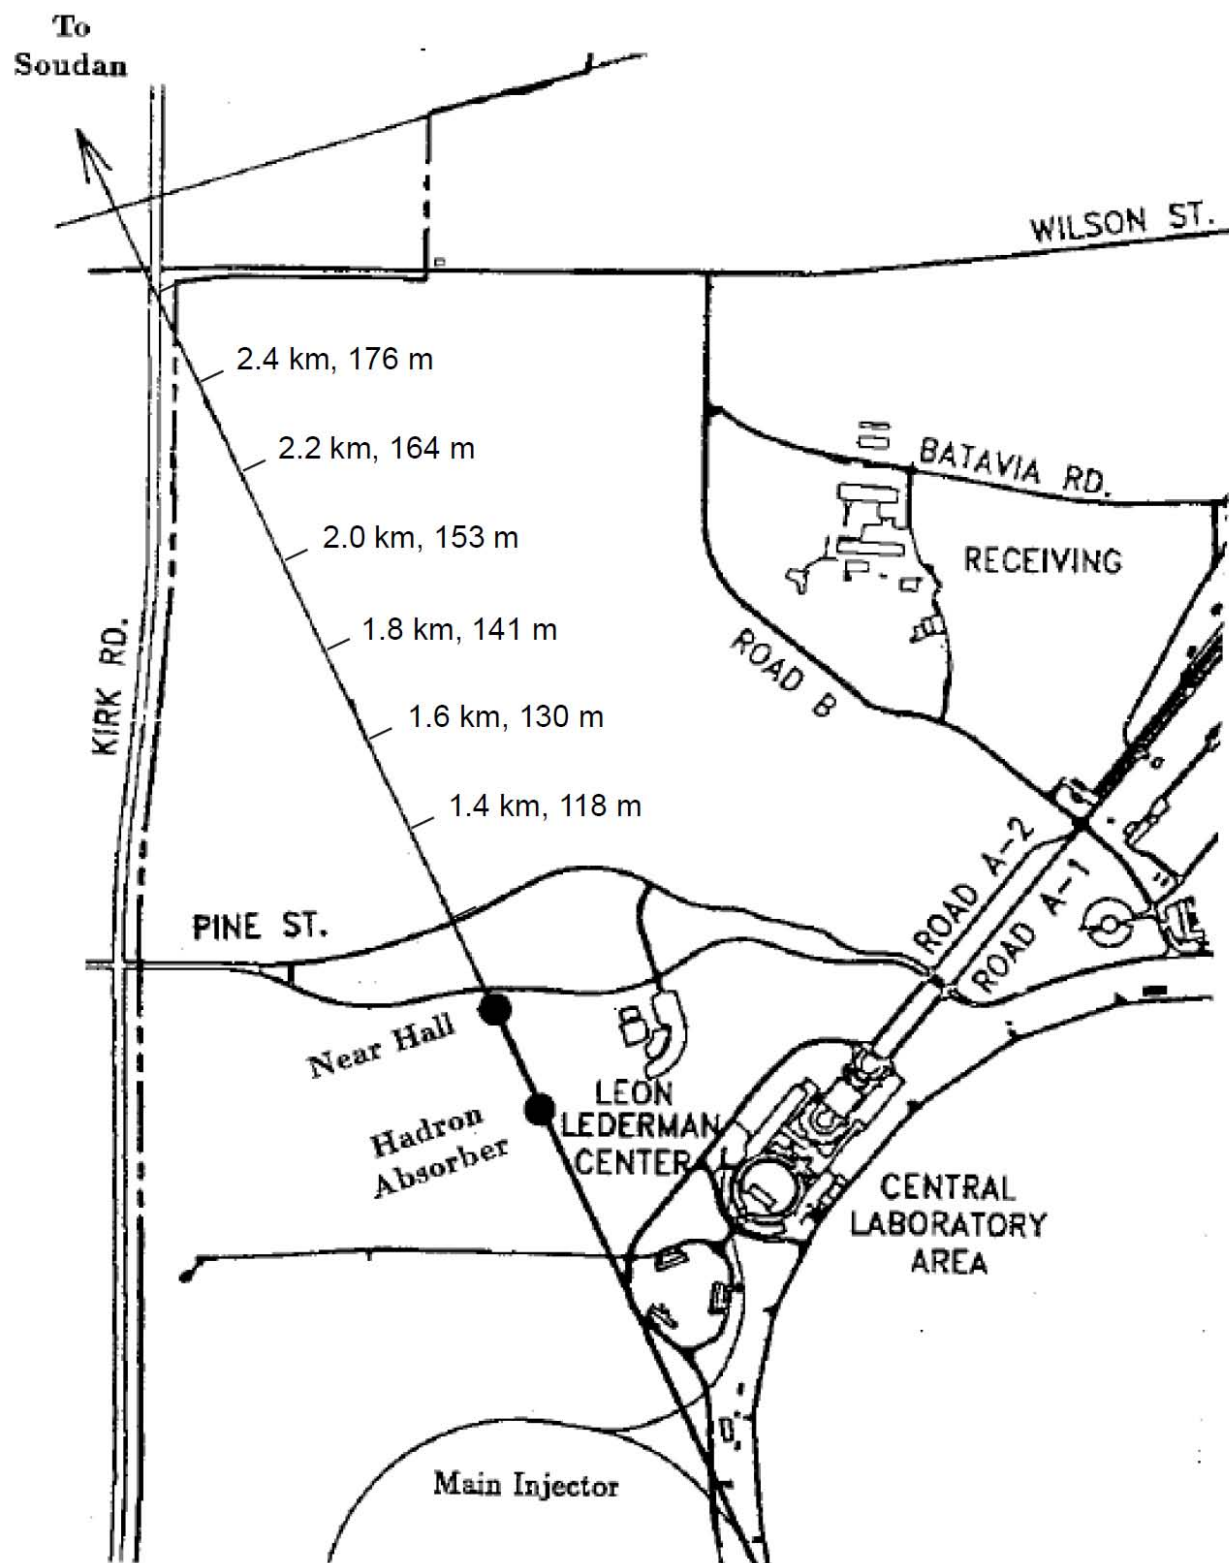 To
Soudan
WILSON ST.
2.4 km, 176 m
2.2 km, 164 m
BATAVIA RD.
2.0 km, 153 m
RECEIVING
1.8 km, 141 m
KIRK RD.
ROAD B
1.6 km, 130 m
1.4 km, 118 m
ROAD A-2
ROAD A-1
PINE ST.
Near Hall
LEON
LEDERMAN
CENTER
Hadron
Absorber
CENTRAL
LABORATORY
AREA
Main Injector